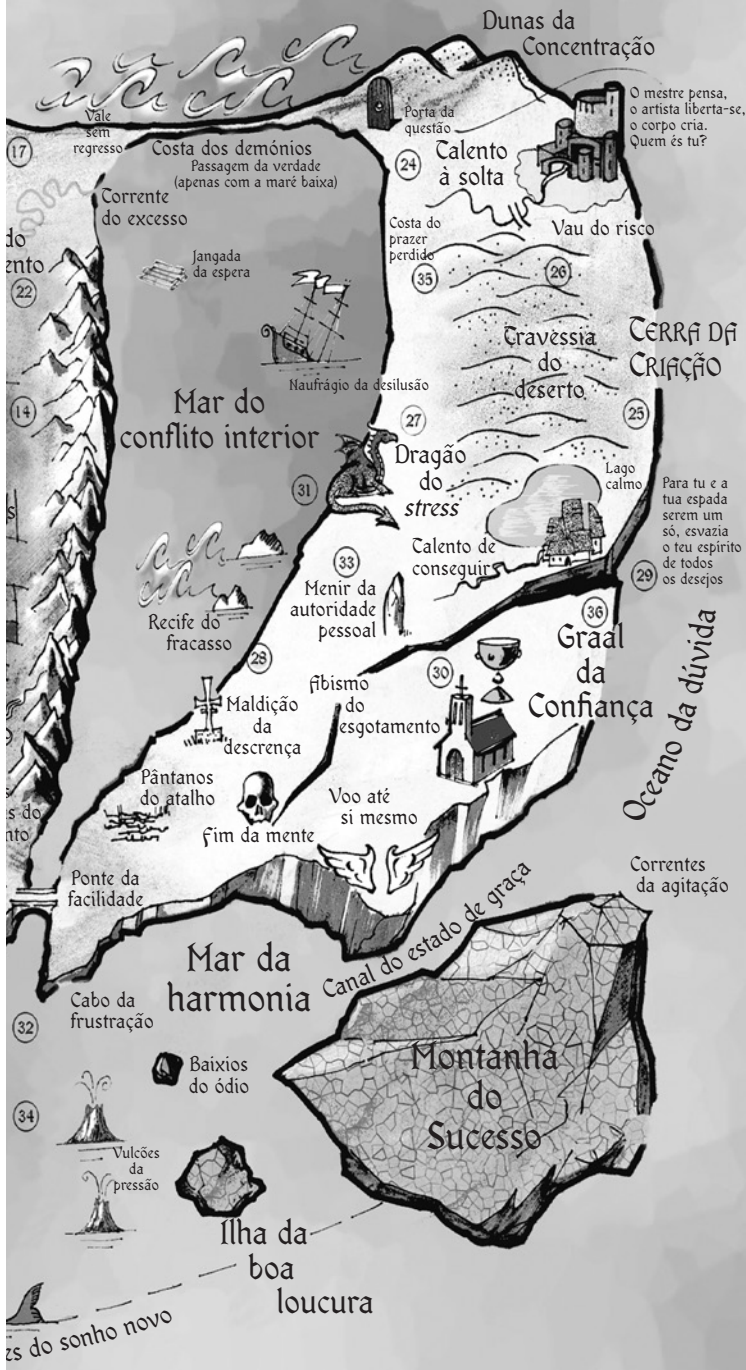 Dunas da
Concentração
O mestre pensa,
o artista liberta-se,
o corpo cria.
Quem és tu?
Vale
sem
regresso
Porta da
questão
17
Costa dos demónios
Passagem da verdade
(apenas com a maré baixa)
24
Talento
à solta
Corrente
do excesso
Costa do
prazer
perdido
Vau do risco
do
ento
22
Jangada
da espera
35
26
Travessia
do
deserto
TERRA DA
CRIAÇÃO
Naufrágio da desilusão
14
Mar do
conflito interior
27
25
Dragão
do
stress
31
Lago
calmo
Para tu e a
tua espada
serem um
só, esvazia
o teu espírito
de todos
os desejos
Talento de
conseguir
33
29
Menir da
autoridade
pessoal
36
Recife do
fracasso
Graal
da
Confiança
28
30
Abismo
do
esgotamento
Maldição
da
descrença
Oceano da dúvida
Pântanos
do atalho
Voo até
si mesmo
Fim da mente
s do
nto
Ponte da
facilidade
Correntes
da agitação
Canal do estado de graça
Mar da
harmonia
Cabo da
frustração
32
Baixios
do ódio
Montanha
do
Sucesso
34
Vulcões
da
pressão
Ilha da
boa
loucura
es do sonho novo